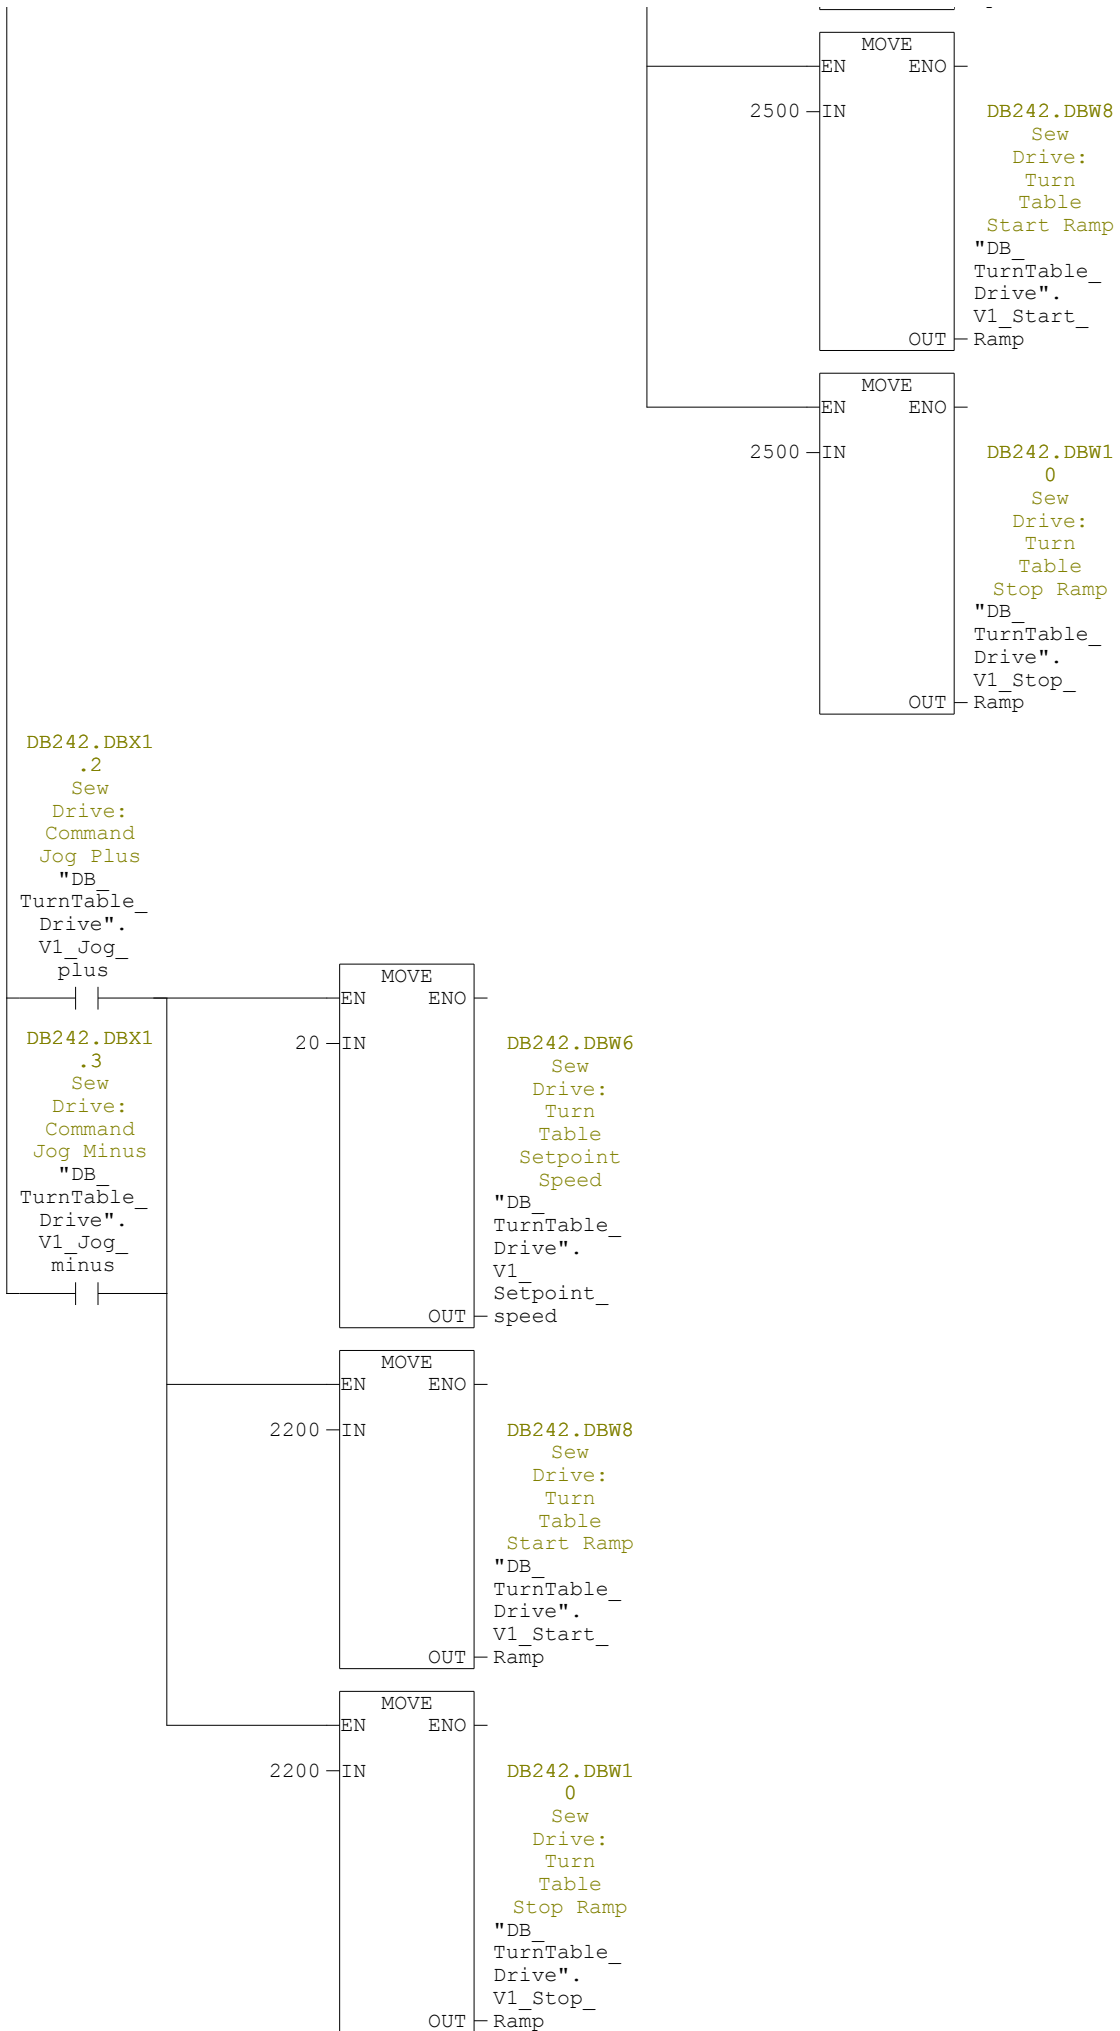 MOVE
EN ENO
2500 IN DB242.DBW8
Sew
Drive:
Turn
Table
Start Ramp
"DB_
TurnTable_
Drive".
V1_Start_
OUT Ramp
MOVE
EN ENO
2500 IN DB242.DBW1
0
Sew
Drive:
Turn
Table
Stop Ramp
"DB_
TurnTable_
Drive".
V1_Stop_
OUT Ramp
DB242.DBX1
.2
Sew
Drive:
Command
Jog Plus
"DB_
TurnTable_
Drive".
V1_Jog_
plus
DB242.DBX1
.3
Sew
Drive:
Command
Jog Minus
"DB_
TurnTable_
Drive".
V1_Jog_
minus
MOVE
EN ENO
20 IN DB242.DBW6
Sew
Drive:
Turn
Table
Setpoint
Speed
"DB_
TurnTable_
Drive".
V1_
Setpoint_
OUT speed
MOVE
EN ENO
2200 IN DB242.DBW8
Sew
Drive:
Turn
Table
Start Ramp
"DB_
TurnTable_
Drive".
V1_Start_
OUT Ramp
MOVE
EN ENO
2200 IN DB242.DBW1
0
Sew
Drive:
Turn
Table
Stop Ramp
"DB_
TurnTable_
Drive".
V1_Stop_
OUT Ramp